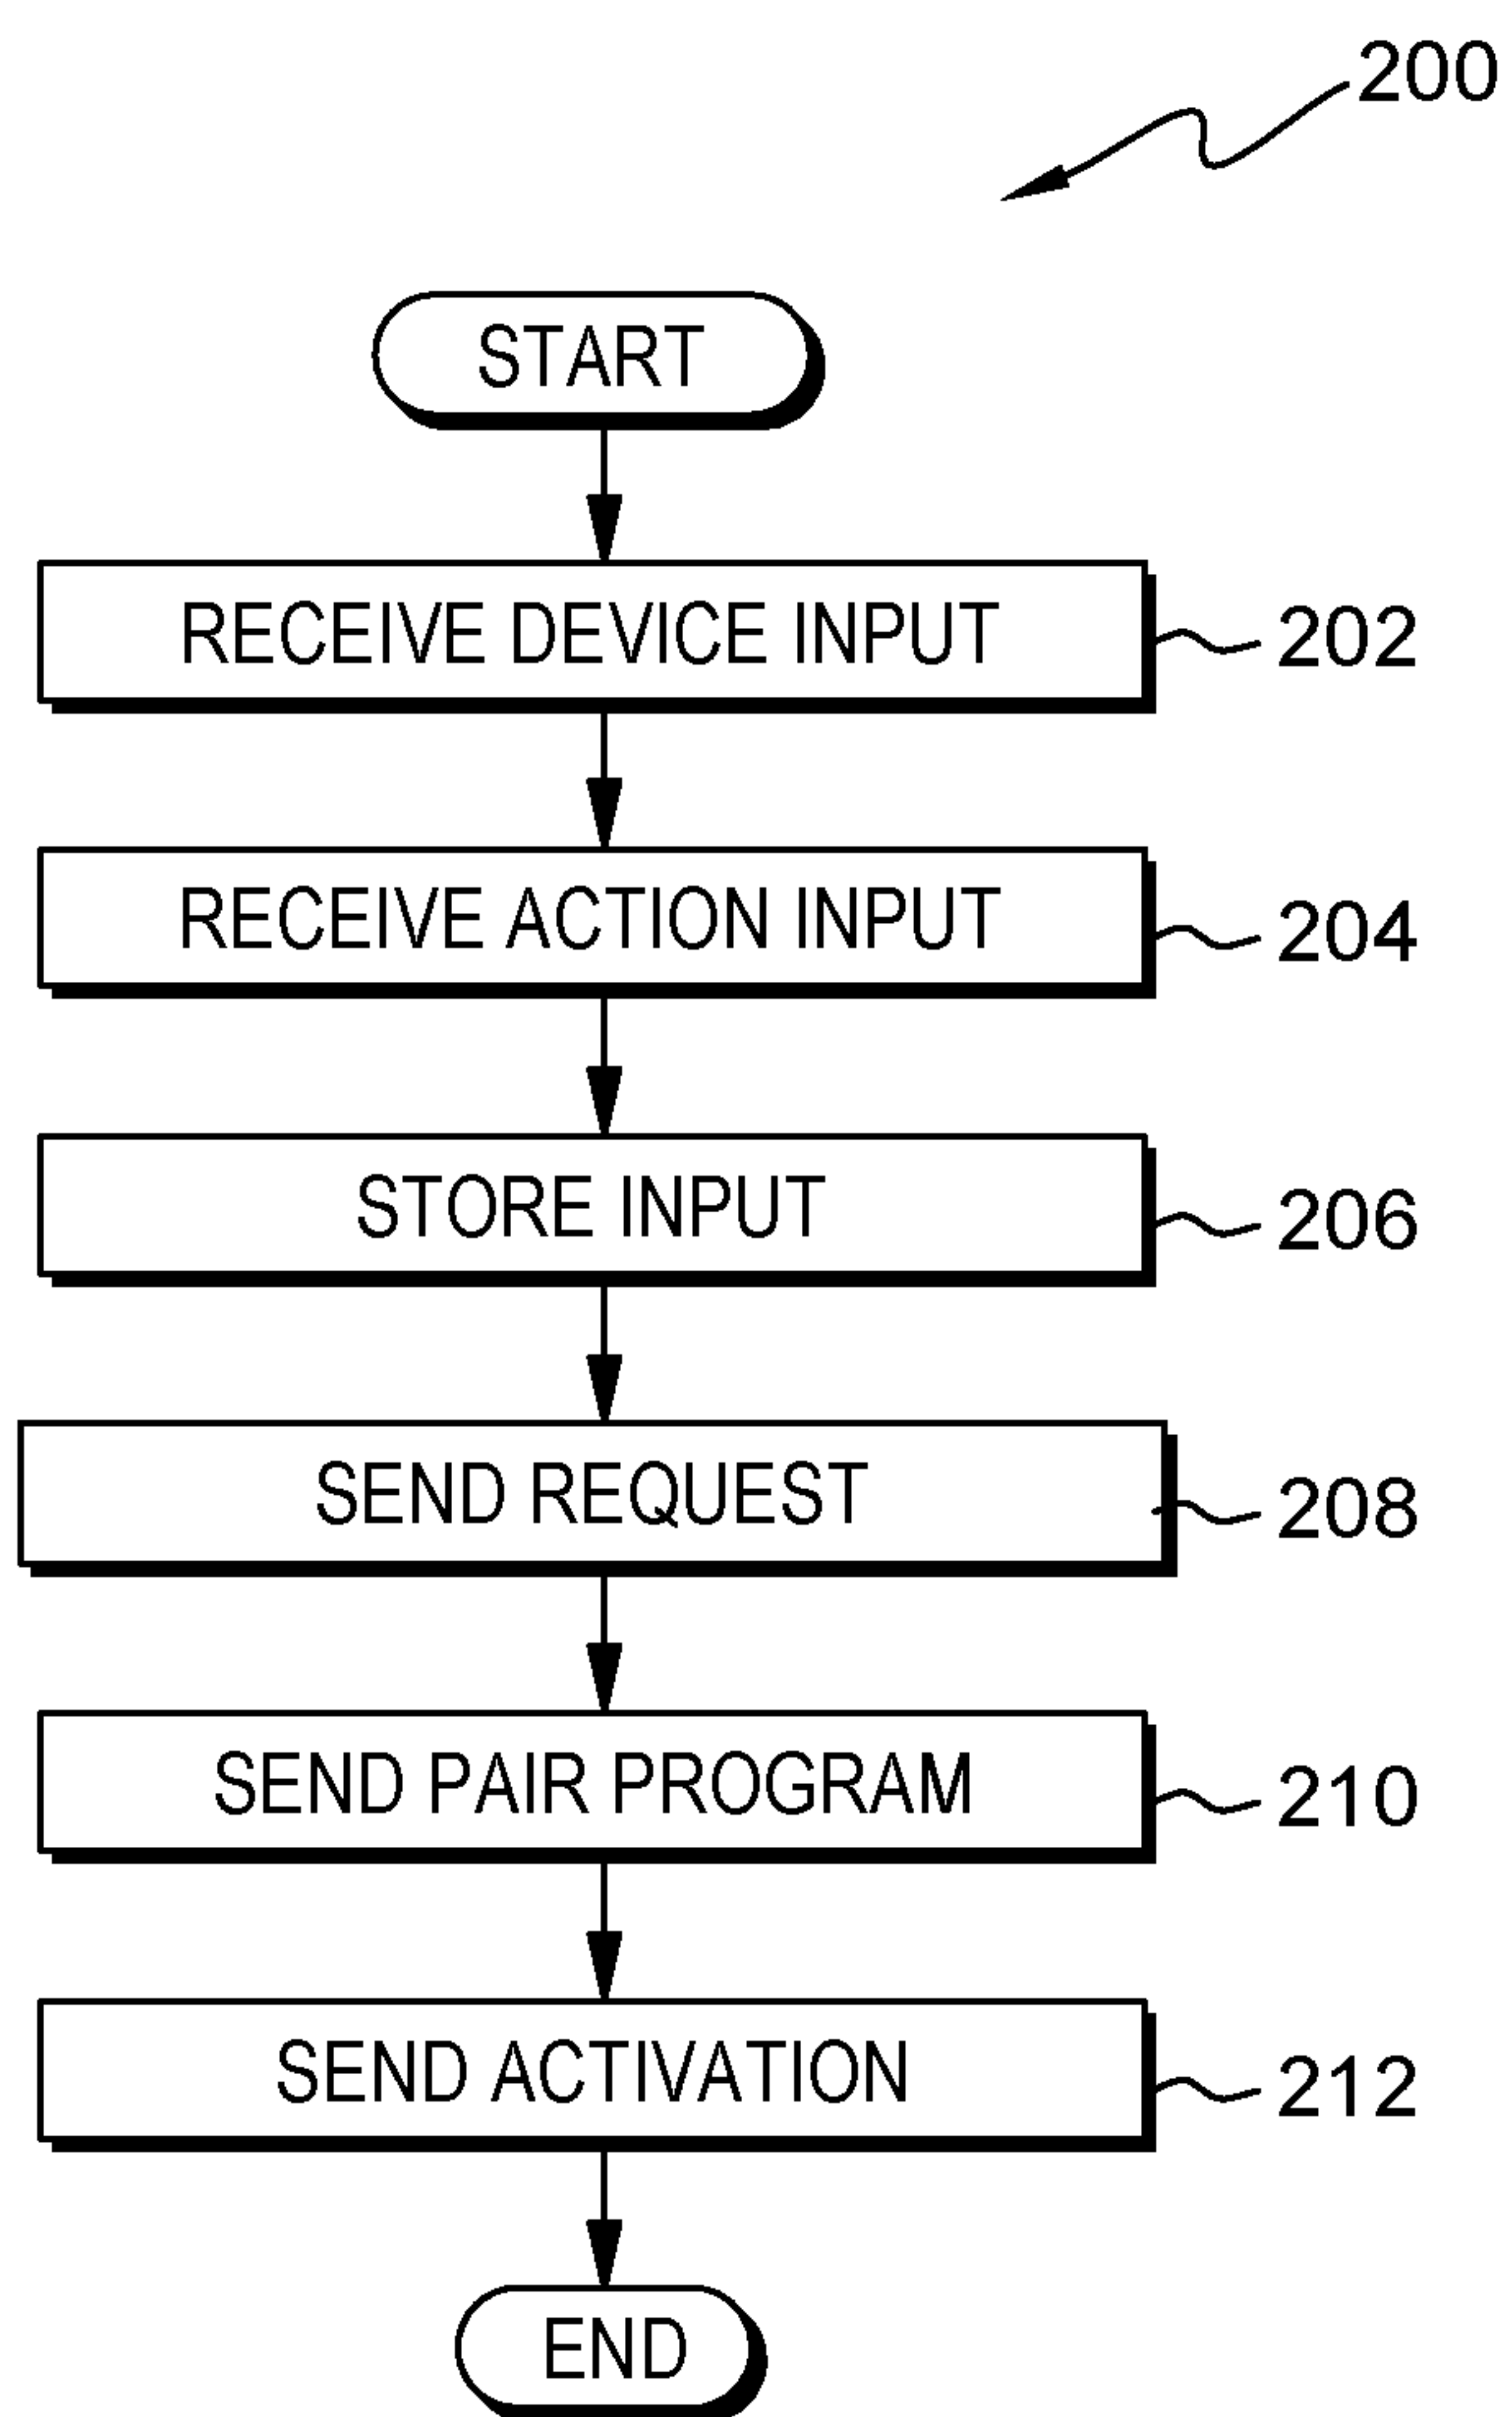 200
START
RECEIVE DEVICE INPUT
202
RECEIVE ACTION INPUT
204
STORE INPUT
206
SEND REQUEST
208
SEND PAIR PROGRAM
210
SEND ACTIVATION
212
END